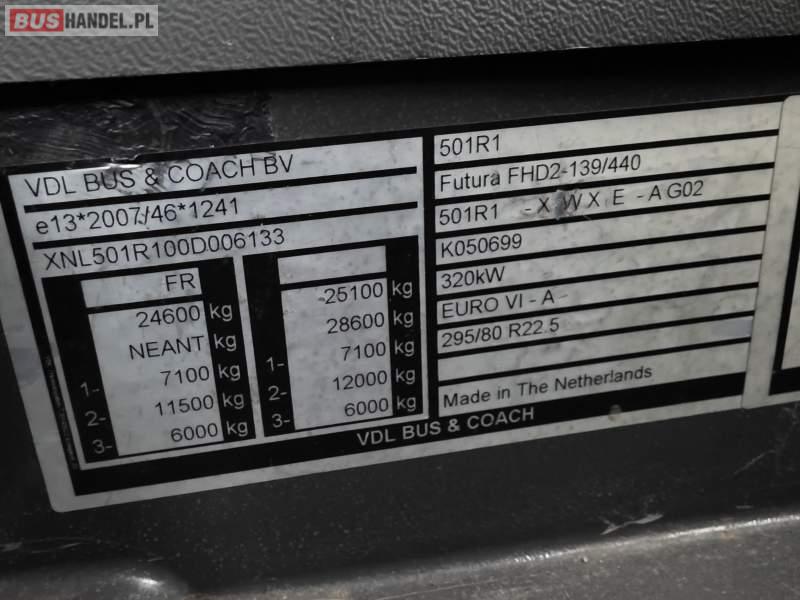 BUSHANDEL.PL
VDL BUS & COACH BV
e13*2007/46*1241
XNL501R100D006133
FR
24600 kg
NEANT kg
1- 7100 kg
2- 11500 kg
3- 6000 kg
25100 kg
28600 kg
1- 7100 kg
2- 12000 kg
3- 6000 kg
501R1
Futura FHD2-139/440
501R1 - X W X E - A G02
K050699
320kW
EURO VI - A
295/80 R22.5
Made in The Netherlands
VDL BUS & COACH